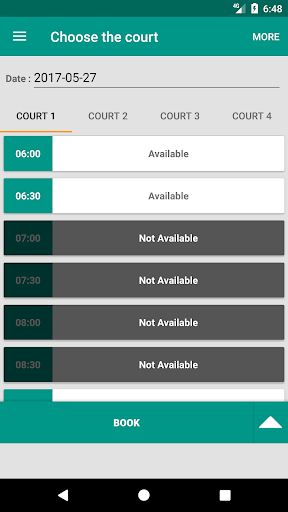 4G 6:48
Choose the court MORE
Date : 2017-05-27
COURT 1 COURT 2 COURT 3 COURT 4
06:00 Available
06:30 Available
07:00 Not Available
07:30 Not Available
08:00 Not Available
08:30 Not Available
BOOK